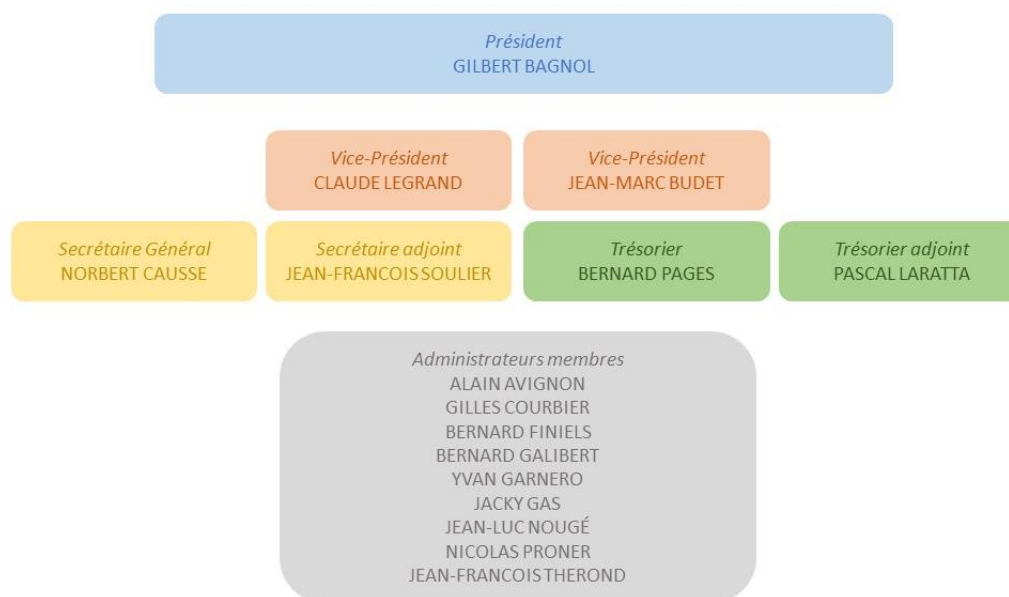 Président
GILBERT BAGNOL
Vice-Président
CLAUDE LEGRAND
Vice-Président
JEAN-MARC BUDET
Secrétaire Général
NORBERT CAUSSE
Secrétaire adjoint
JEAN-FRANCOIS SOULIER
Trésorier
BERNARD PAGES
Trésorier adjoint
PASCAL LARATTA
Administrateurs membres
ALAIN AVIGNON
GILLES COURBIER
BERNARD FINIELS
BERNARD GALIBERT
YVAN GARNERO
JACKY GAS
JEAN-LUC NOUGÉ
NICOLAS PRONER
JEAN-FRANCOIS THEROND